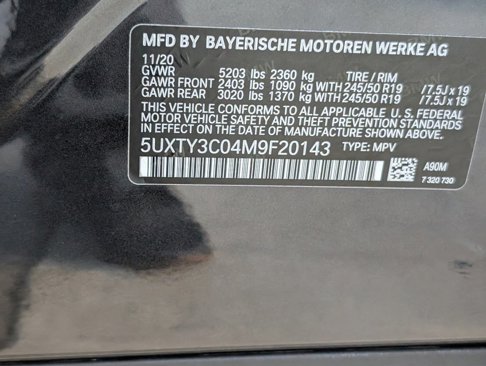 MFD BY BAYERISCHE MOTOREN WERKE AG
11/20
GVWR 5203 lbs 2360 kg TIRE / RIM
GAWR FRONT 2403 lbs 1090 kg WITH 245/50 R19 /7.5J x 19
GAWR REAR 3020 lbs 1370 kg WITH 245/50 R19 /7.5J x 19
THIS VEHICLE CONFORMS TO ALL APPLICABLE U.S. FEDERAL
MOTOR VEHICLE SAFETY STANDARDS IN EFFECT ON THE
DATE OF MANUFACTURE SHOWN ABOVE.
5UXTY3C04M9F20143 TYPE: MPV
A90M
7 320 730